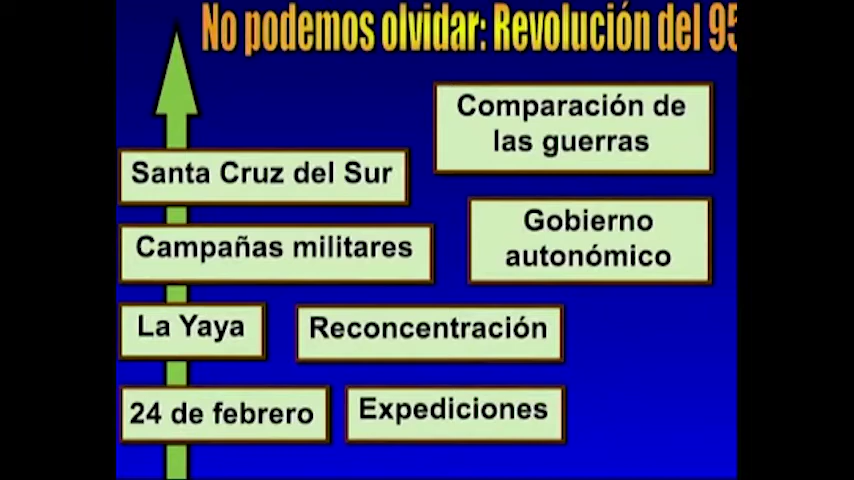 No podemos olvidar: Revolución del 95
Comparación de
las guerras
Santa Cruz del Sur
Gobierno
autonómico
Campañas militares
La Yaya
Reconcentración
24 de febrero
Expediciones